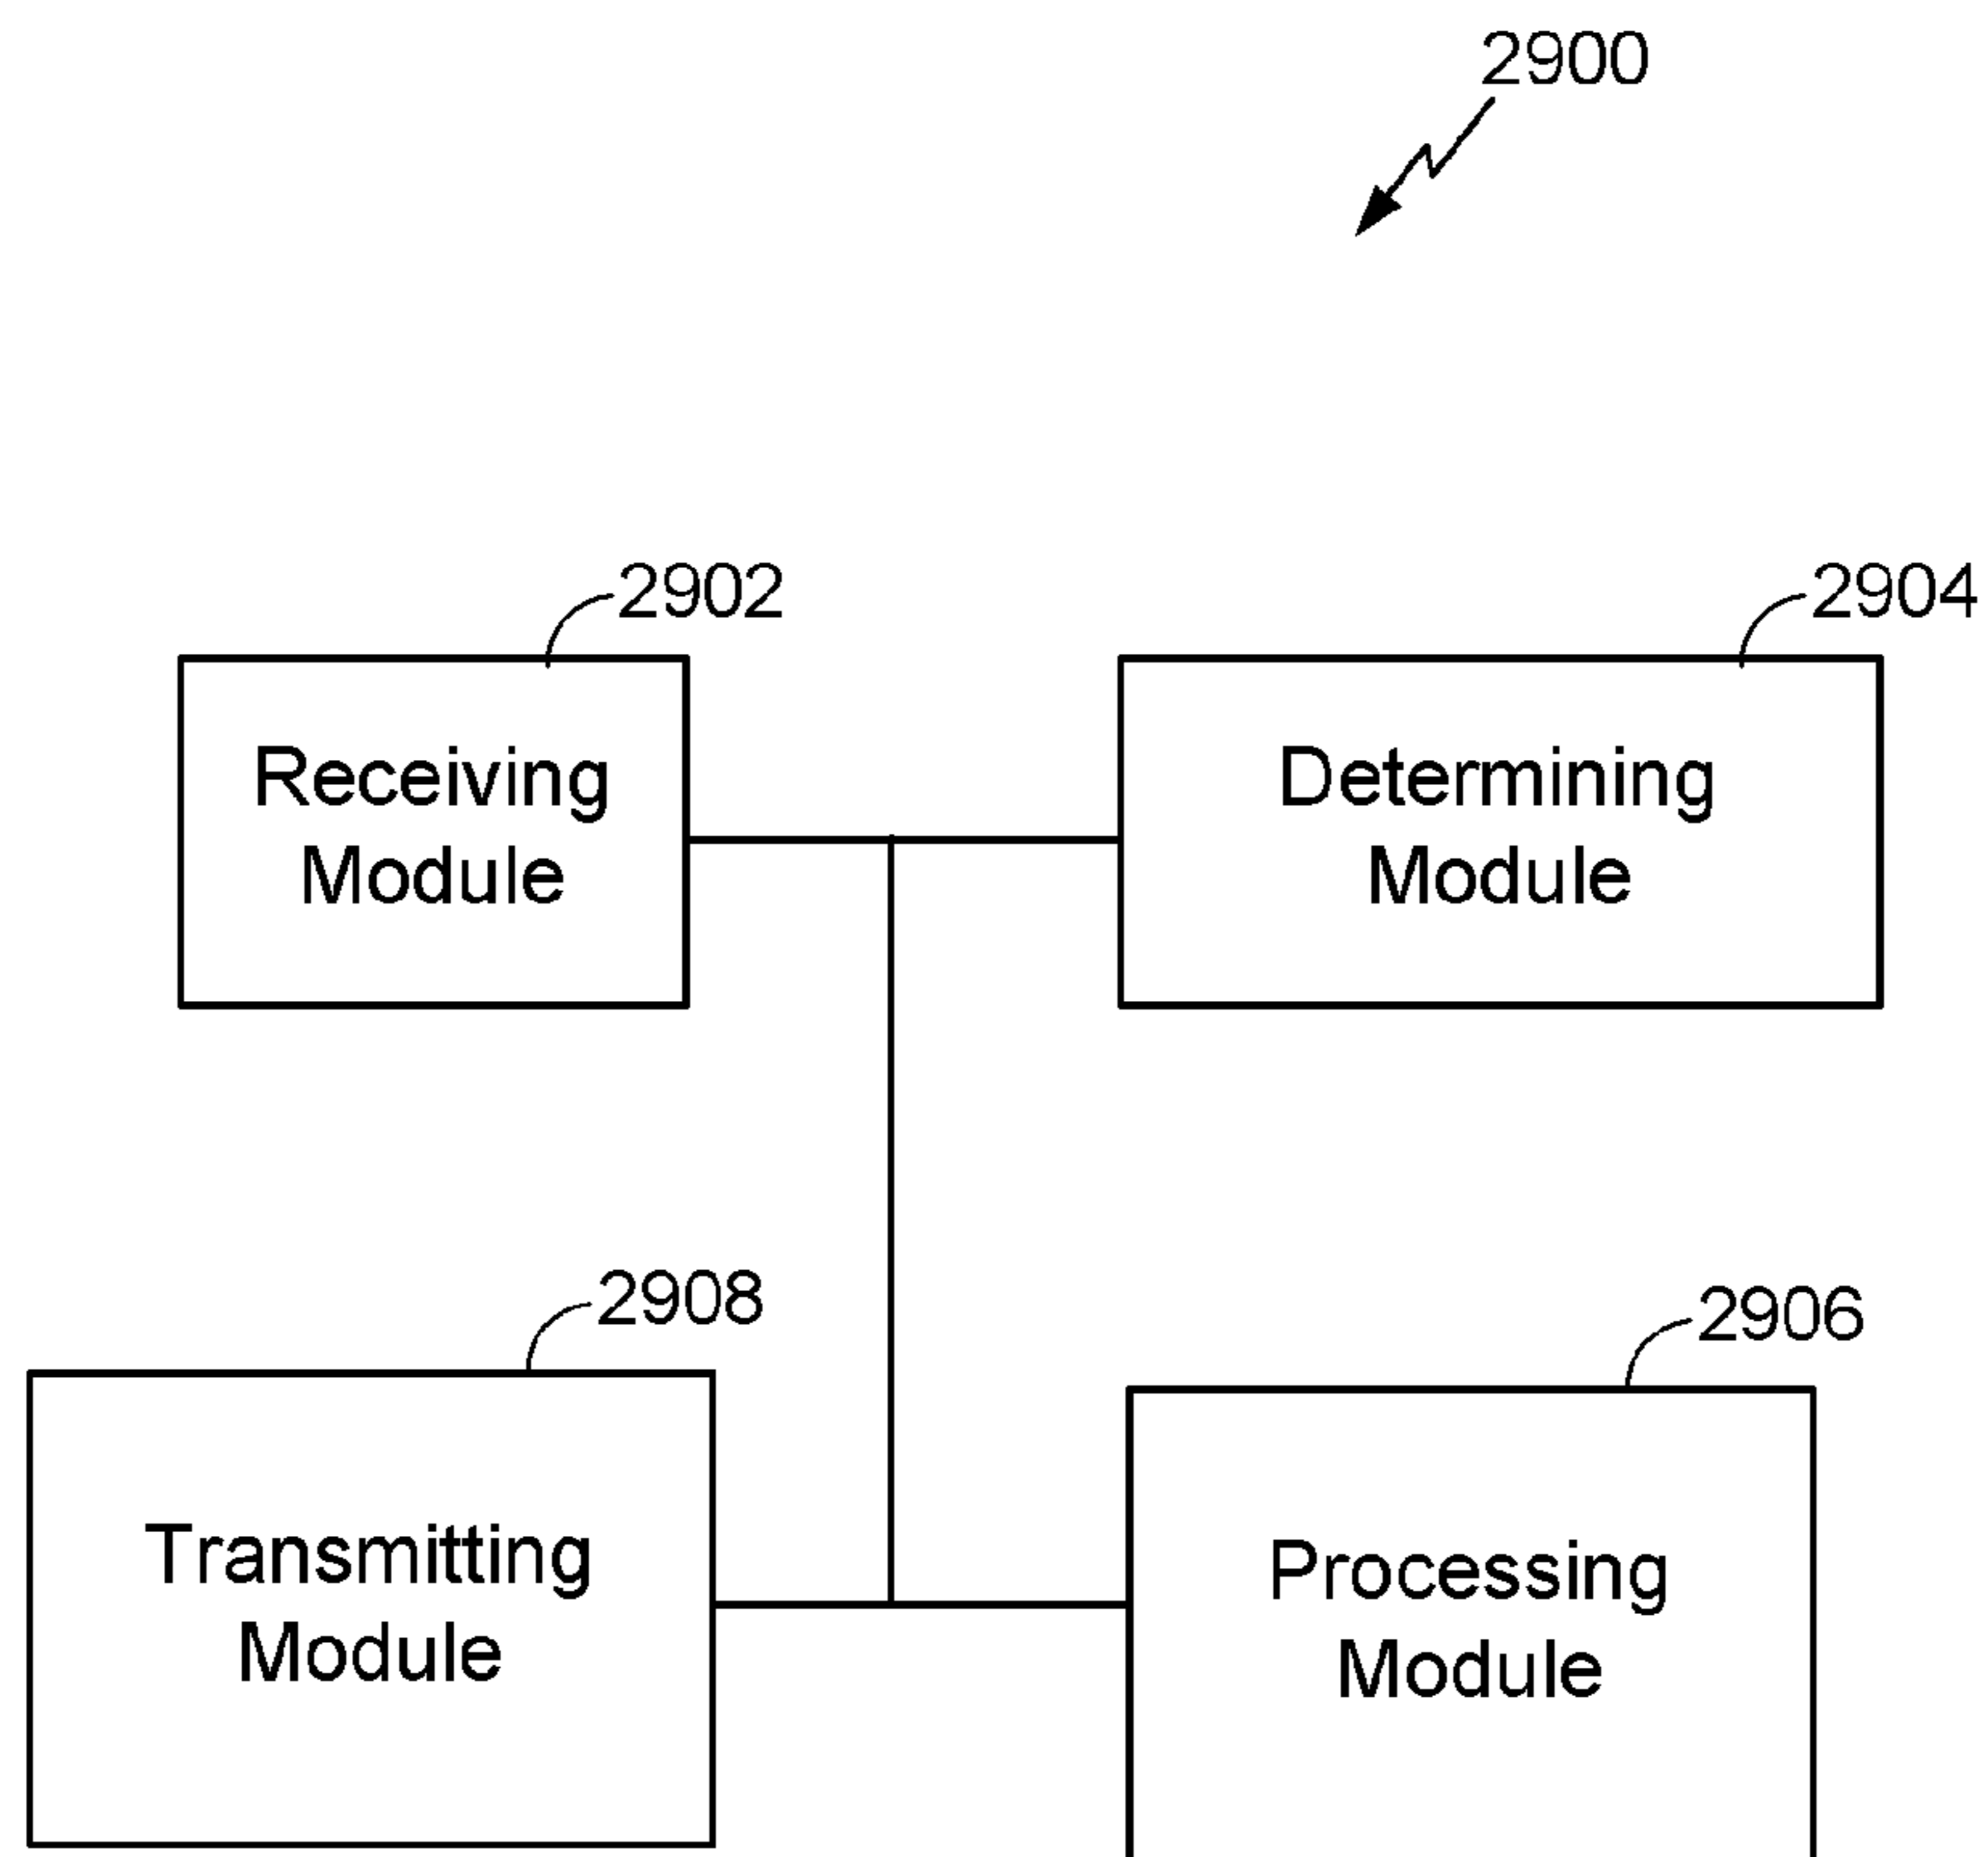 2900
2902
2904
Receiving
Module
Determining
Module
2908
2906
Transmitting
Module
Processing
Module